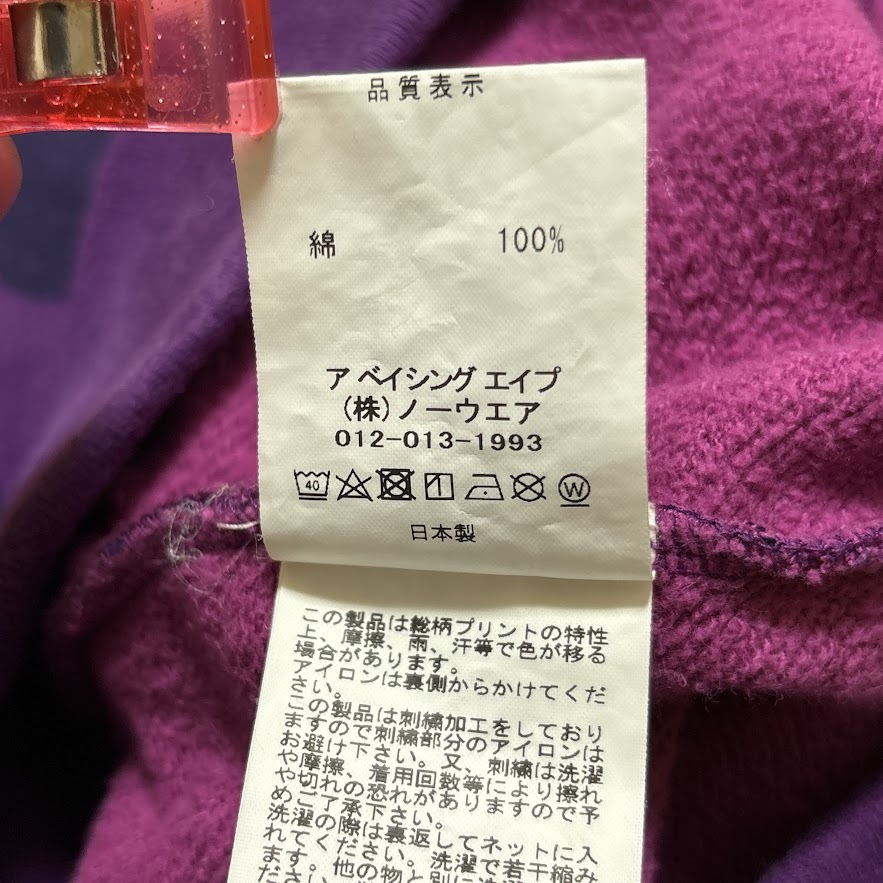 品質表示
綿 100%
ア ベイシング エイプ
(株)ノーウエア
012-013-1993
40
W
日本製
この製品は総柄プリントの特性
上、摩擦、雨、汗等で色が移る
場合があります。
アイロンは裏側からかけてくだ
さい。
この製品は刺繍加工をしており
ますので刺繍部分のアイロンは
お避け下さい。又、刺繍は洗濯
や摩擦、着用回数等により擦れ
や切れの恐れがありますので予
めご了承下さい。
洗濯の際は裏返してネットに入
れてください。洗濯で若干縮み
ます。他の物と別に洗
ださい